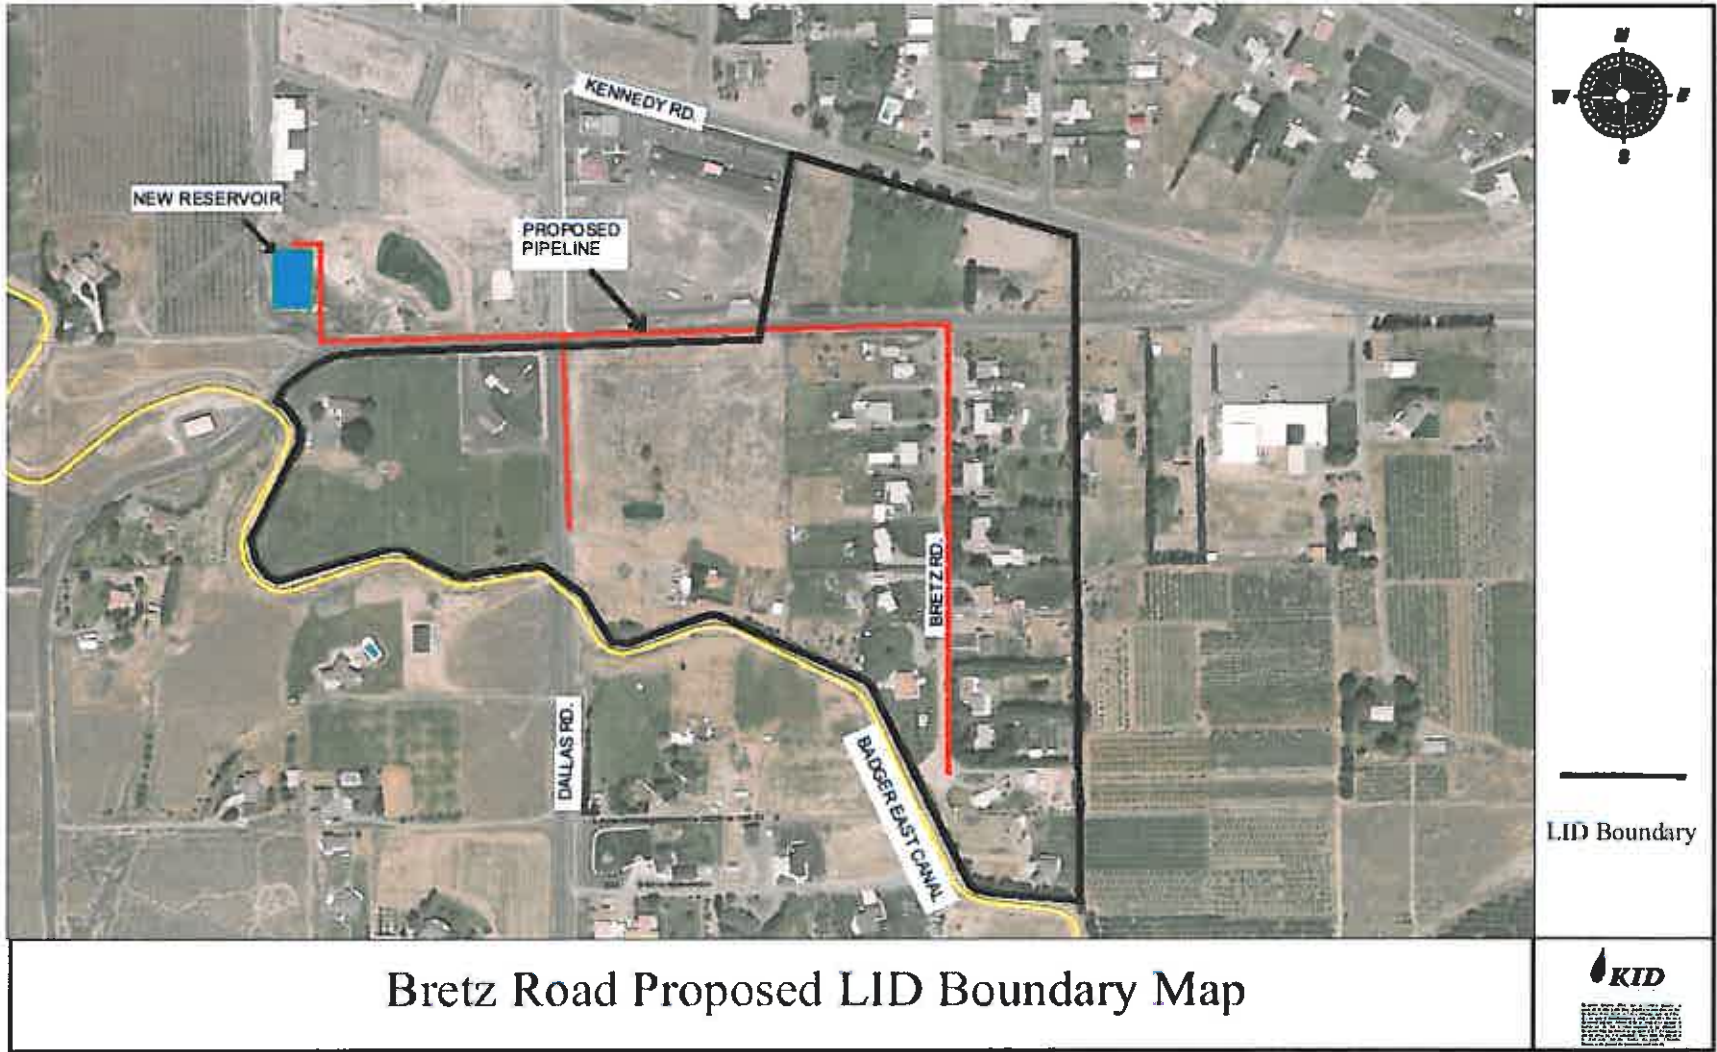 KENNEDY RD.
N
W
E
S
NEW RESERVOIR
PROPOSED
PIPELINE
BRETZ RD.
DALLAS RD.
BADGER EAST CANAL
LID Boundary
Bretz Road Proposed LID Boundary Map
KID